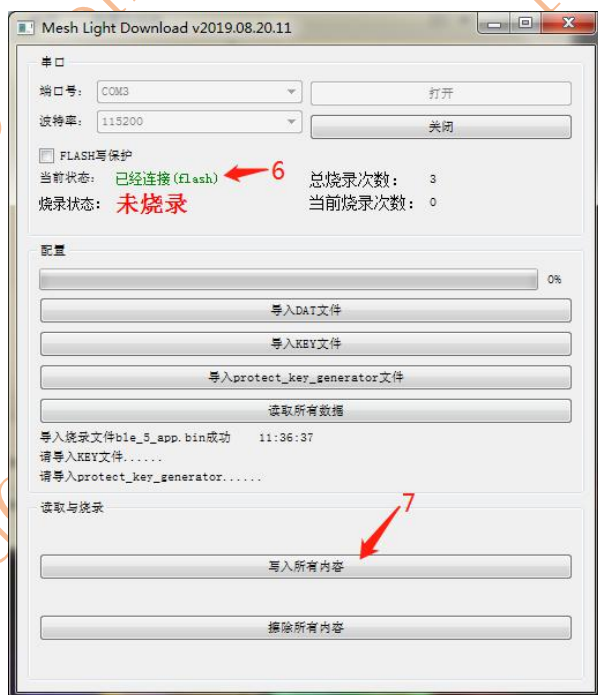 Mesh Light Download v2019.08.20.11
串口
端口号: COM3 打开
波特率: 115200 关闭
FLASH写保护
当前状态: 已经连接(flash) 6 总烧录次数: 3
烧录状态: 未烧录 当前烧录次数: 0
配置
0%
导入DAT文件
导入KEY文件
导入protect_key_generator文件
读取所有数据
导入烧录文件ble_5_app.bin成功 11:36:37
请导入KEY文件......
请导入protect_key_generator......
读取与烧录
7
写入所有内容
擦除所有内容